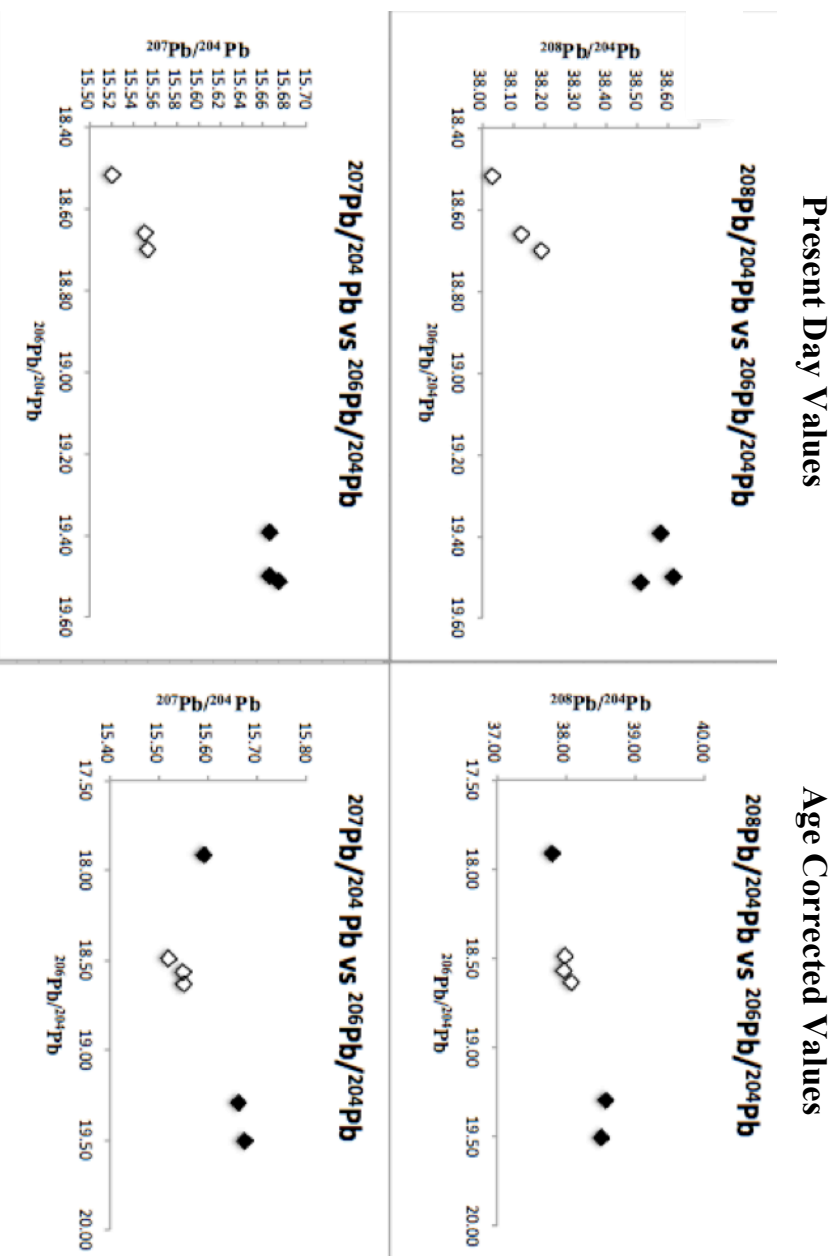 Present Day Values
Age Corrected Values
208Pb/204Pb vs 206Pb/204Pb
208Pb/204Pb
38.60
38.50
38.40
38.30
38.20
38.10
38.00
18.40 18.60 18.80 19.00 19.20 19.40 19.60
206Pb/204Pb
208Pb/204Pb vs 206Pb/204Pb
208Pb/204Pb
40.00
39.00
38.00
37.00
17.50 18.00 18.50 19.00 19.50 20.00
206Pb/204Pb
207Pb/204 Pb vs 206Pb/204Pb
207Pb/204 Pb
15.70
15.68
15.66
15.64
15.62
15.60
15.58
15.56
15.54
15.52
15.50
18.40 18.60 18.80 19.00 19.20 19.40 19.60
206Pb/204Pb
207Pb/204 Pb vs 206Pb/204Pb
207Pb/204 Pb
15.80
15.70
15.60
15.50
15.40
17.50 18.00 18.50 19.00 19.50 20.00
206Pb/204Pb